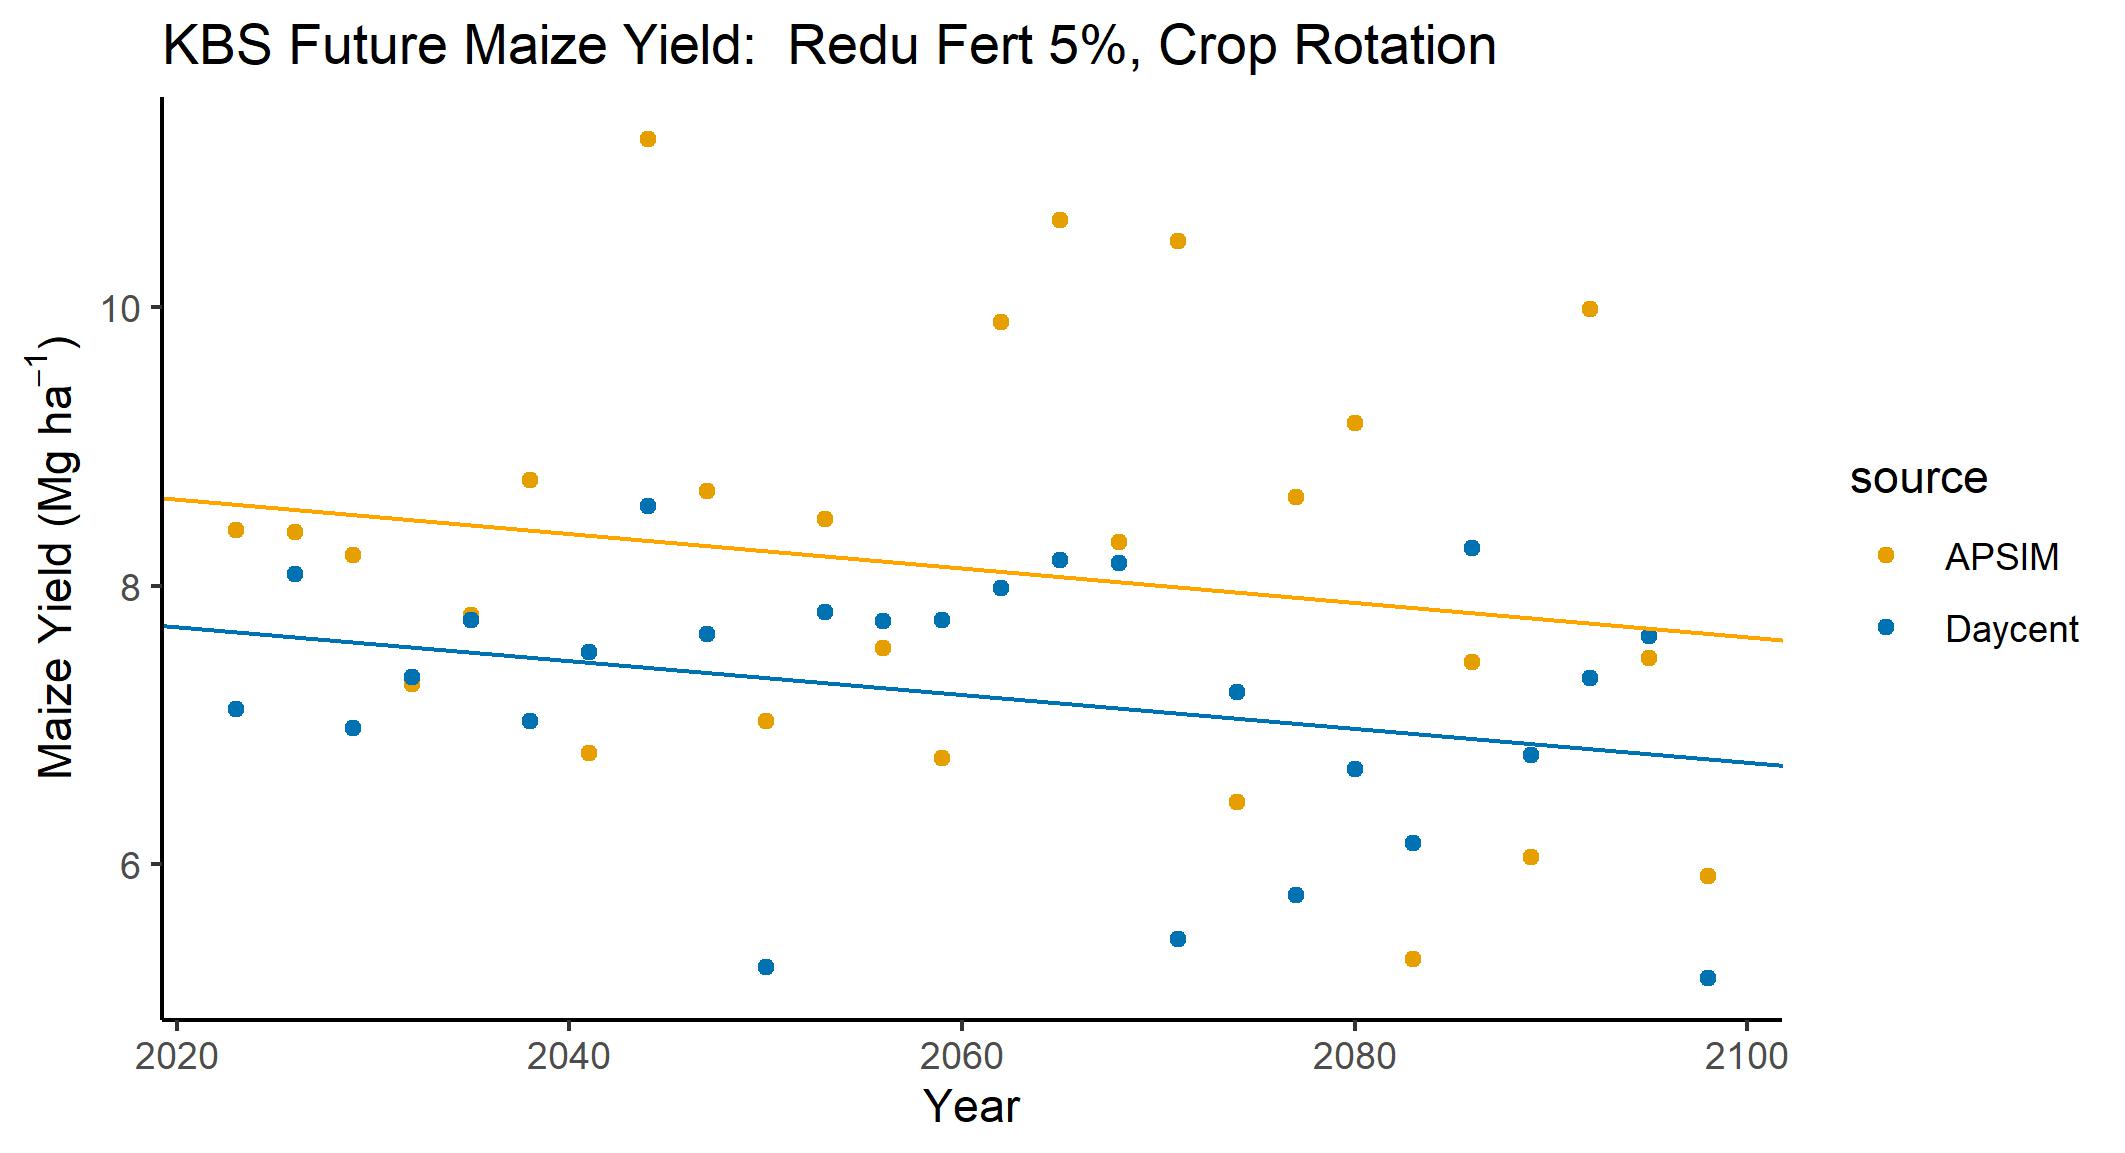 KBS Future Maize Yield:  Redu Fert 5%, Crop Rotation
Maize Yield (Mg ha⁻¹)
10
8
6
2020 2040 2060 2080 2100
Year
source
APSIM
Daycent